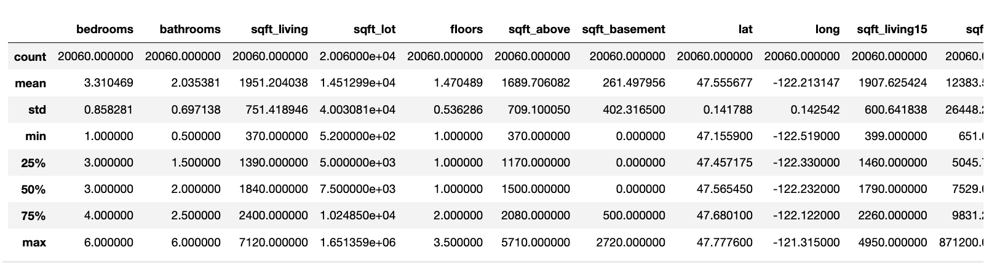 bedrooms bathrooms sqft_living sqft_lot floors sqft_above sqft_basement lat long sqft_living15 sqf
count 20060.000000 20060.000000 20060.000000 2.006000e+04 20060.000000 20060.000000 20060.000000 20060.000000 20060.000000 20060.000000 20060.
mean 3.310469 2.035381 1951.204038 1.451299e+04 1.470489 1689.706082 261.497956 47.555677 -122.213147 1907.625424 12383.
std 0.858281 0.697138 751.418946 4.003081e+04 0.536286 709.100050 402.316500 0.141788 0.142542 600.641838 26448.
min 1.000000 0.500000 370.000000 5.200000e+02 1.000000 370.000000 0.000000 47.155900 -122.519000 399.000000 651.
25% 3.000000 1.500000 1390.000000 5.000000e+03 1.000000 1170.000000 0.000000 47.457175 -122.330000 1460.000000 5045.
50% 3.000000 2.000000 1840.000000 7.500000e+03 1.000000 1500.000000 0.000000 47.565450 -122.232000 1790.000000 7529.
75% 4.000000 2.500000 2400.000000 1.024850e+04 2.000000 2080.000000 500.000000 47.680100 -122.122000 2260.000000 9831.
max 6.000000 6.000000 7120.000000 1.651359e+06 3.500000 5710.000000 2720.000000 47.777600 -121.315000 4950.000000 871200.